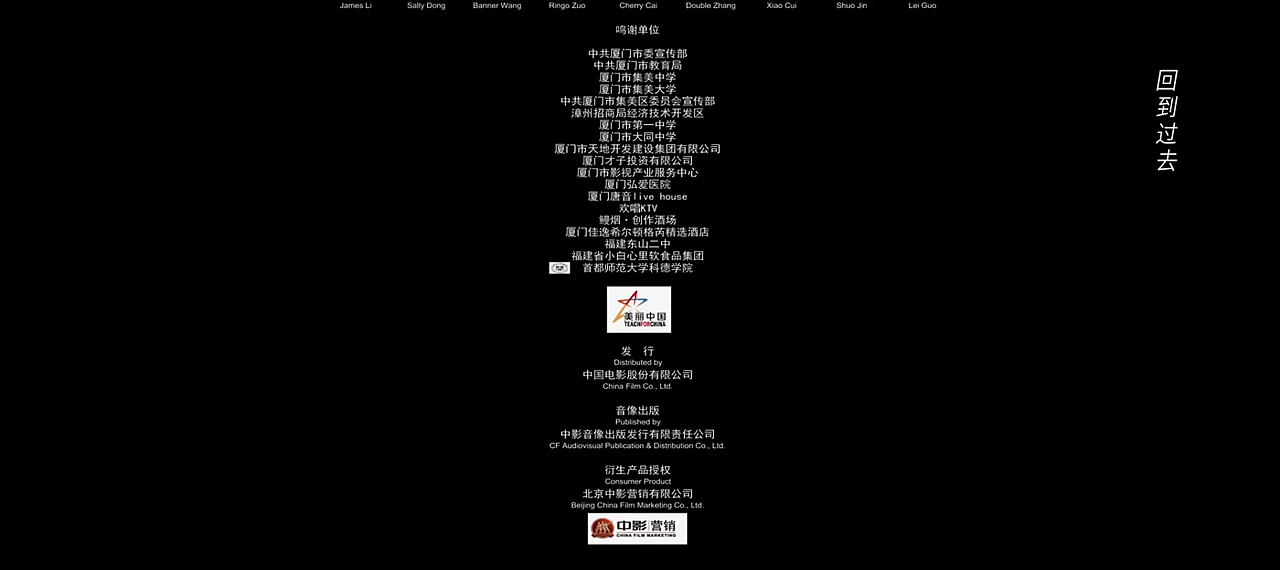 James Li Sally Dong Banner Wang Ringo Zuo Cherry Cai Double Zhang Xiao Cui Shuo Jin Lei Guo
鸣谢单位
中共厦门市委宣传部
中共厦门市教育局
厦门市集美中学
厦门市集美大学
中共厦门市集美区委员会宣传部
漳州招商局经济技术开发区
厦门市第一中学
厦门市大同中学
厦门市天地开发建设集团有限公司
厦门才子投资有限公司
厦门市影视产业服务中心
厦门弘爱医院
厦门唐音live house
欢唱KTV
鳗烟·创作酒场
厦门佳逸希尔顿格芮精选酒店
福建东山二中
福建省小白心里软食品集团
首都师范大学科德学院
美丽中国
TEACHFORCHINA
发 行
Distributed by
中国电影股份有限公司
China Film Co., Ltd.
音像出版
Published by
中影音像出版发行有限责任公司
CF Audiovisual Publication & Distribution Co., Ltd.
衍生产品授权
Consumer Product
北京中影营销有限公司
Beijing China Film Marketing Co., Ltd.
中影 营销
CHINA FILM MARKETING
回到过去